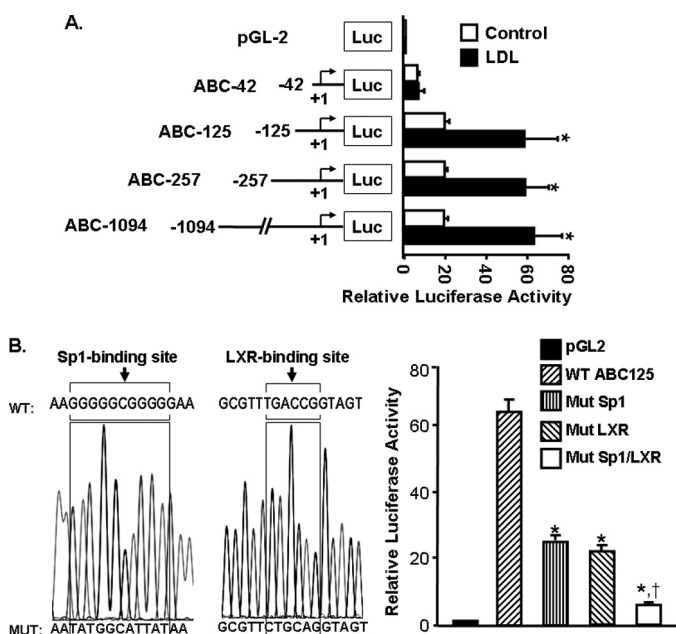 A.
Control
LDL
pGL-2 Luc
ABC-42 -42 +1 Luc
ABC-125 -125 +1 Luc
ABC-257 -257 +1 Luc
ABC-1094 -1094 +1 Luc
* * *
0 20 40 60 80
Relative Luciferase Activity
B.
Sp1-binding site
LXR-binding site
WT: AAGGGGGCGGGGGAA GCGTTTGACCGGTAGT
MUT: AATATGGCATTATAA GCGTTCTGCAGGTAGT
pGL2
WT ABC125
Mut Sp1
Mut LXR
Mut Sp1/LXR
Relative Luciferase Activity
80
60
40
20
0
* * *,†